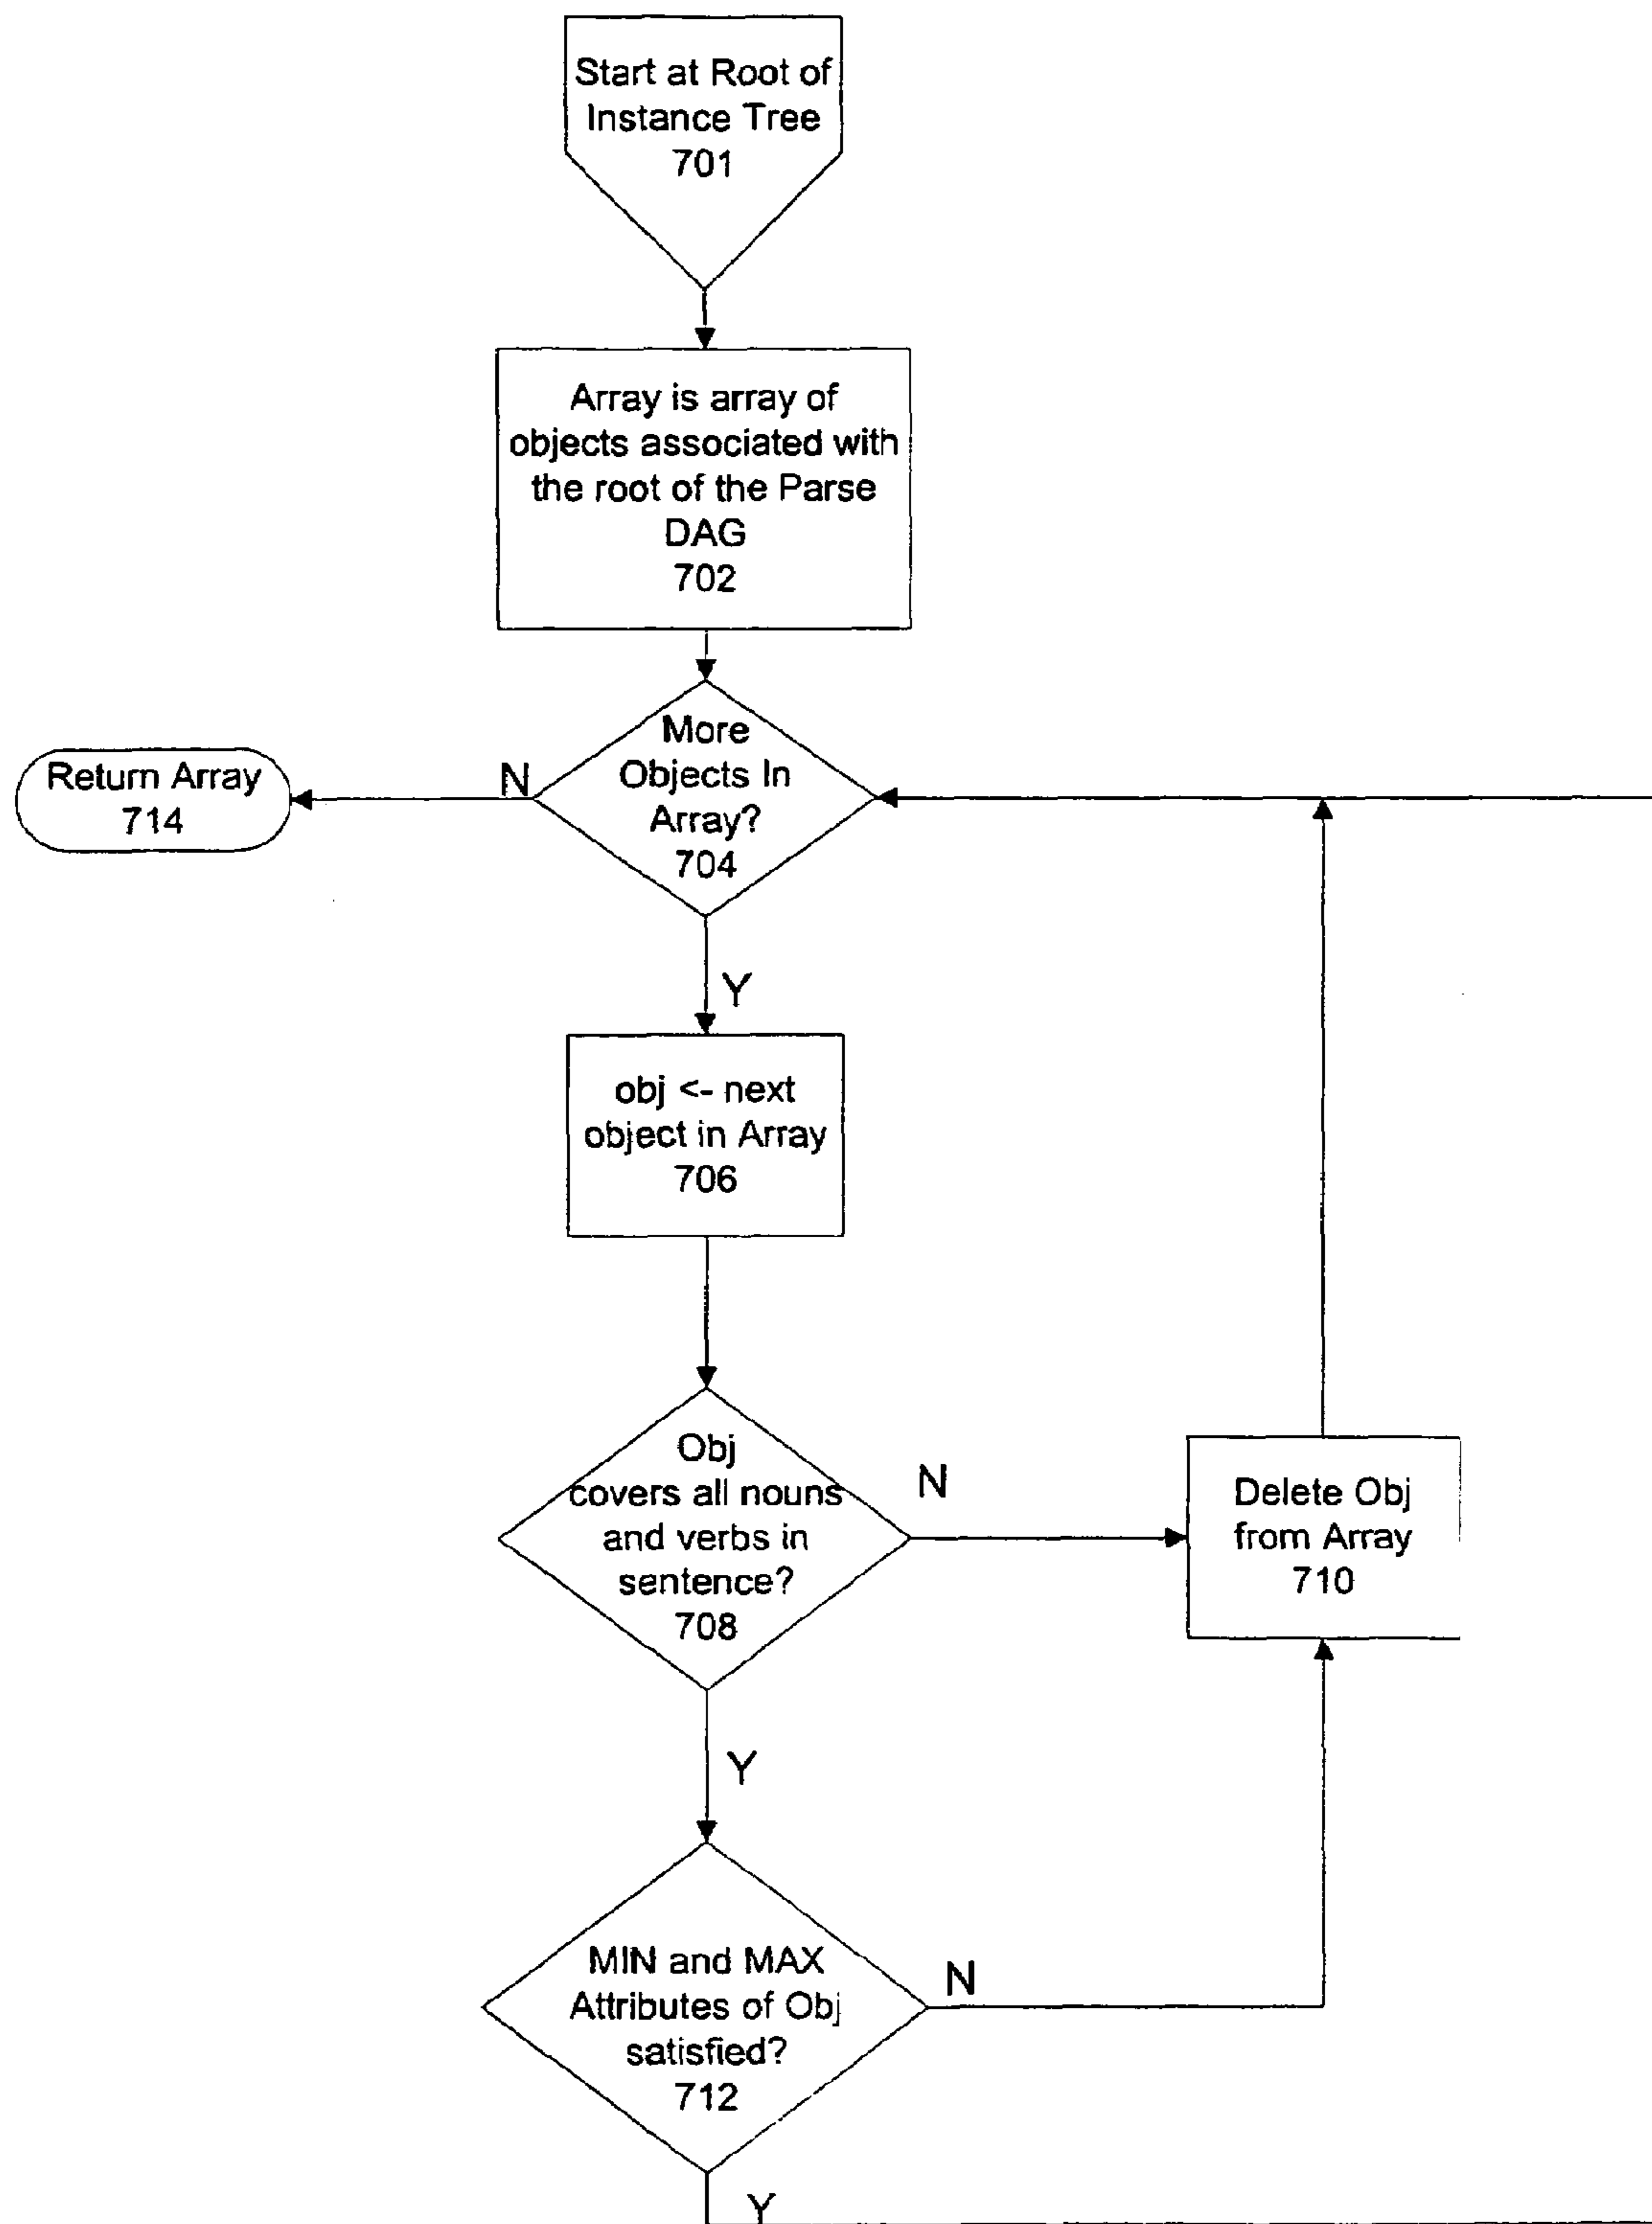 Start at Root of
Instance Tree
701
Array is array of
objects associated with
the root of the Parse
DAG
702
More
Objects In
Array?
704
N
Return Array
714
Y
obj <- next
object in Array
706
Obj
covers all nouns
and verbs in
sentence?
708
N
Delete Obj
from Array
710
Y
MIN and MAX
Attributes of Obj
satisfied?
712
N
Y